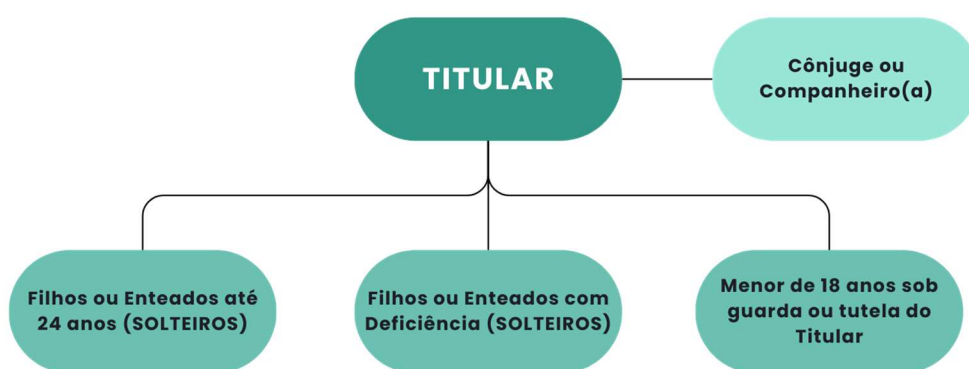 TITULAR
Cônjuge ou
Companheiro(a)
Filhos ou Enteados até
24 anos (SOLTEIROS)
Filhos ou Enteados com
Deficiência (SOLTEIROS)
Menor de 18 anos sob
guarda ou tutela do
Titular